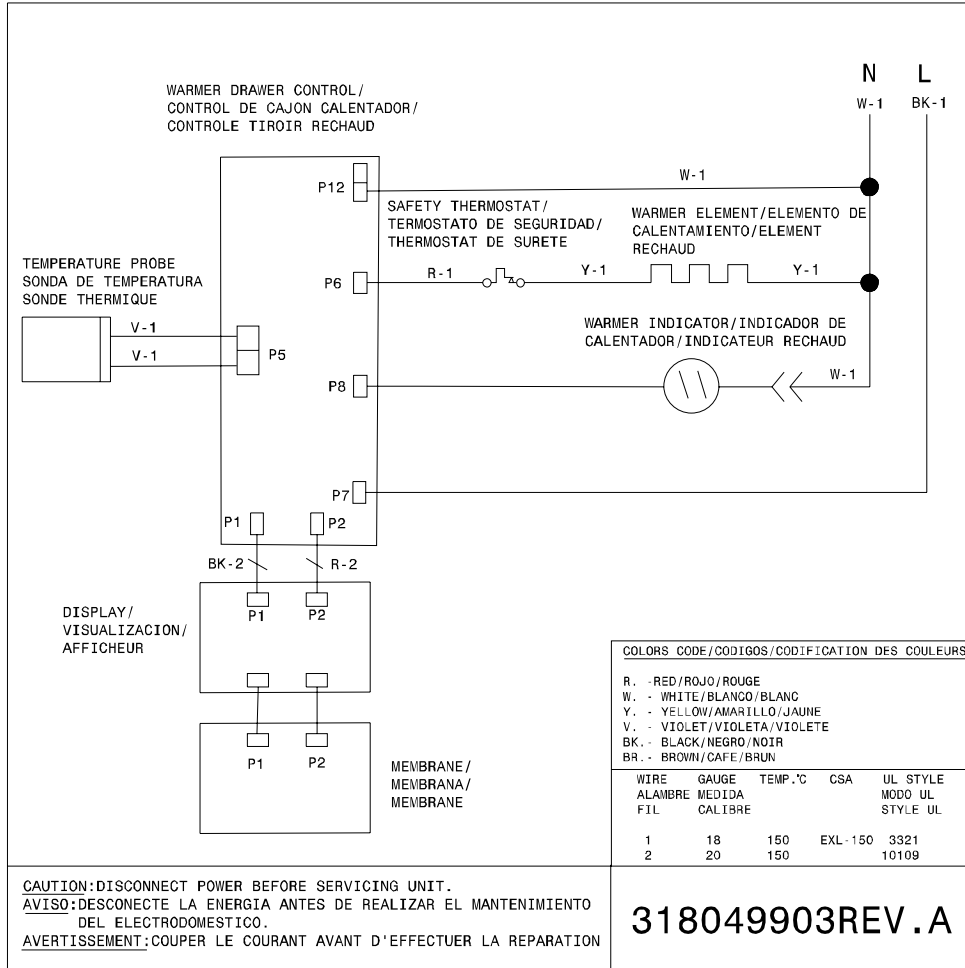 N L
W-1 BK-1
WARMER DRAWER CONTROL/
CONTROL DE CAJON CALENTADOR/
CONTROLE TIROIR RECHAUD
P12
W-1
SAFETY THERMOSTAT/
TERMOSTATO DE SEGURIDAD/
THERMOSTAT DE SURETE
WARMER ELEMENT/ELEMENTO DE
CALENTAMIENTO/ELEMENT
RECHAUD
TEMPERATURE PROBE
SONDA DE TEMPERATURA
SONDE THERMIQUE
P6
R-1
Y-1
Y-1
V-1
V-1
P5
WARMER INDICATOR/INDICADOR DE
CALENTADOR/INDICATEUR RECHAUD
P8
W-1
P7
P1 P2
BK-2 R-2
DISPLAY/
VISUALIZACION/
AFFICHEUR
P1 P2
P1 P2
MEMBRANE/
MEMBRANA/
MEMBRANE
COLORS CODE/CODIGOS/CODIFICATION DES COULEURS
R. -RED/ROJO/ROUGE
W. - WHITE/BLANCO/BLANC
Y. - YELLOW/AMARILLO/JAUNE
V. - VIOLET/VIOLETA/VIOLETE
BK.- BLACK/NEGRO/NOIR
BR.- BROWN/CAFE/BRUN
WIRE GAUGE TEMP.°C CSA UL STYLE
ALAMBRE MEDIDA MODO UL
FIL CALIBRE STYLE UL
1 18 150 EXL-150 3321
2 20 150 10109
CAUTION:DISCONNECT POWER BEFORE SERVICING UNIT.
AVISO:DESCONECTE LA ENERGIA ANTES DE REALIZAR EL MANTENIMIENTO
DEL ELECTRODOMESTICO.
AVERTISSEMENT:COUPER LE COURANT AVANT D'EFFECTUER LA REPARATION
318049903REV.A